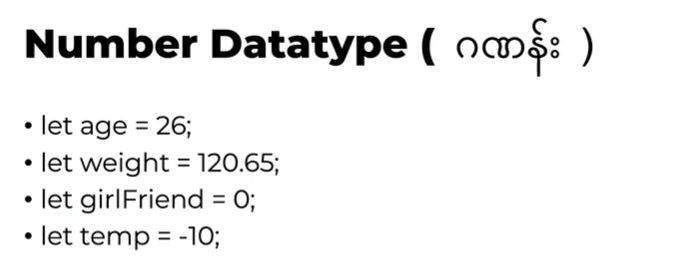 Number Datatype ( ဂဏန်း )
• let age = 26;
• let weight = 120.65;
• let girlFriend = 0;
• let temp = -10;